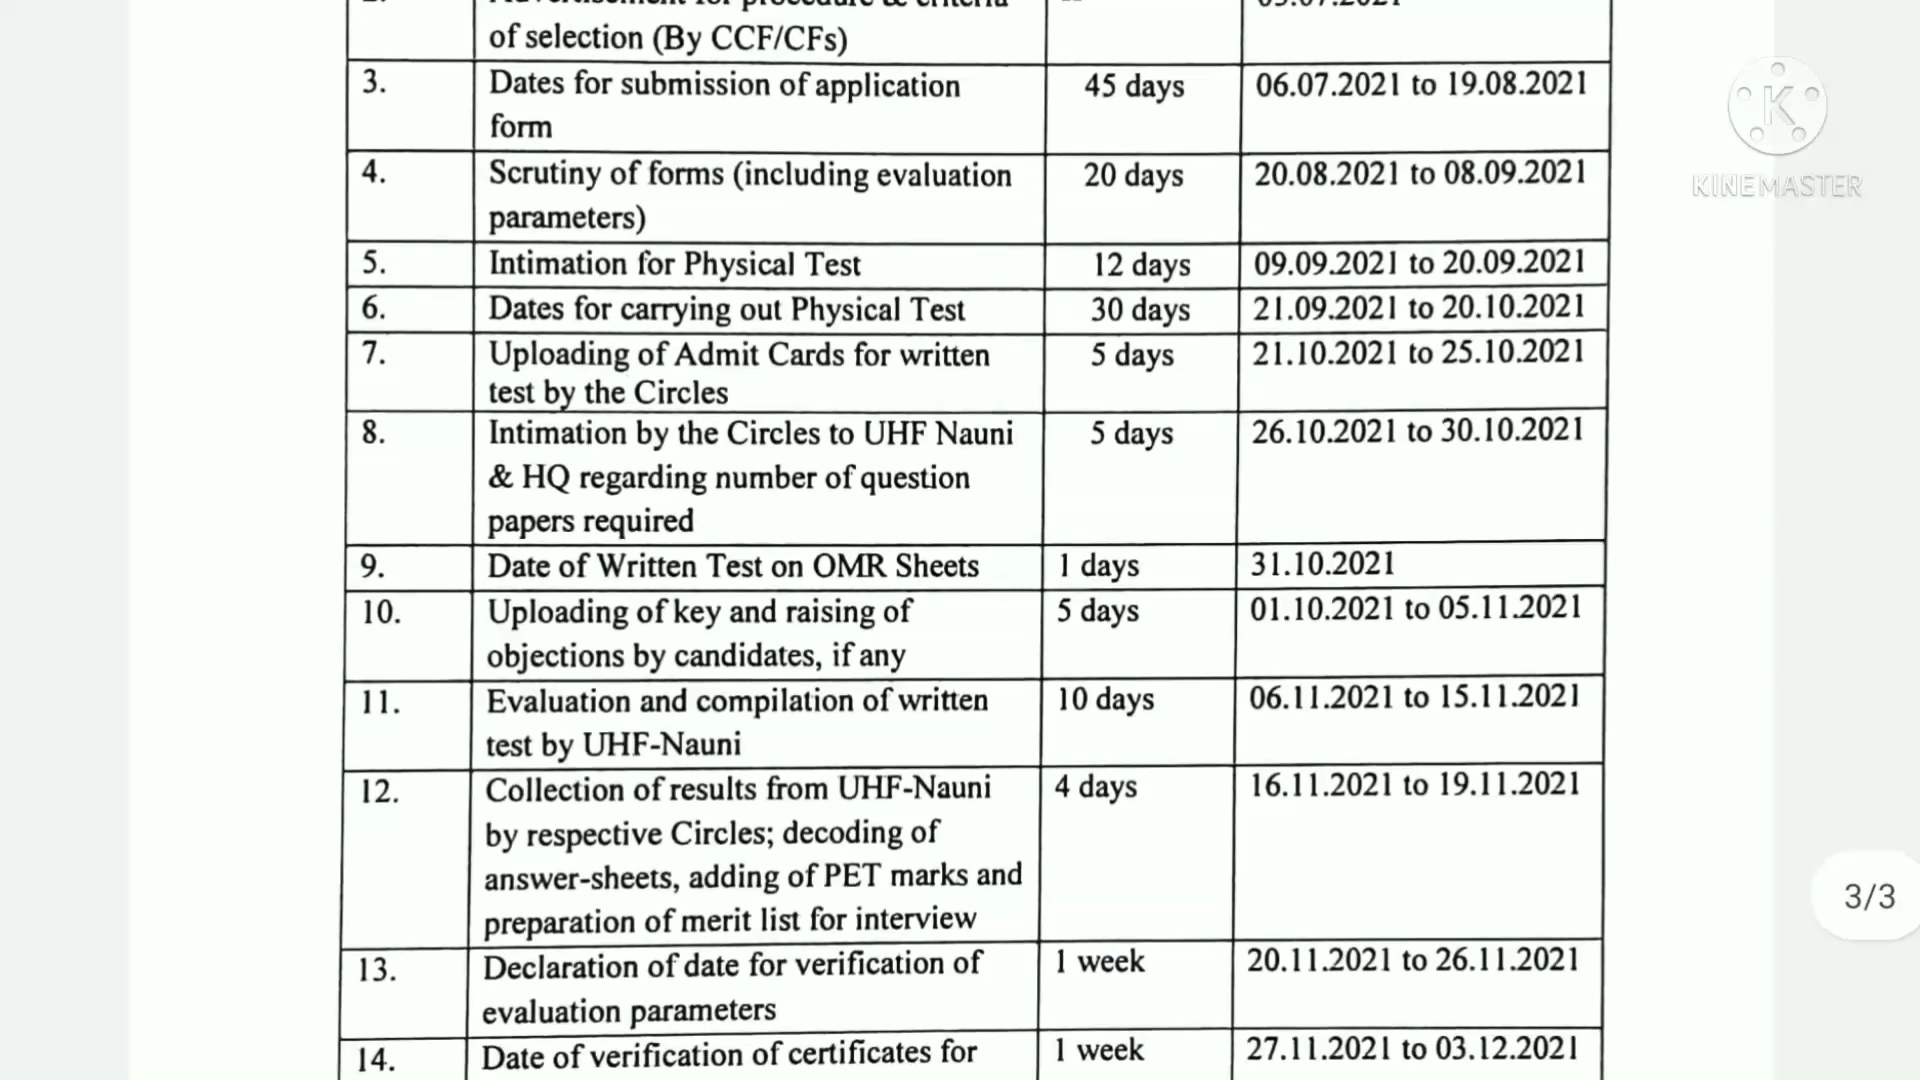 of selection (By CCF/CFs)
3. Dates for submission of application 45 days 06.07.2021 to 19.08.2021
form
4. Scrutiny of forms (including evaluation 20 days 20.08.2021 to 08.09.2021
parameters)
5. Intimation for Physical Test 12 days 09.09.2021 to 20.09.2021
6. Dates for carrying out Physical Test 30 days 21.09.2021 to 20.10.2021
7. Uploading of Admit Cards for written 5 days 21.10.2021 to 25.10.2021
test by the Circles
8. Intimation by the Circles to UHF Nauni 5 days 26.10.2021 to 30.10.2021
& HQ regarding number of question
papers required
9. Date of Written Test on OMR Sheets 1 days 31.10.2021
10. Uploading of key and raising of 5 days 01.10.2021 to 05.11.2021
objections by candidates, if any
11. Evaluation and compilation of written 10 days 06.11.2021 to 15.11.2021
test by UHF-Nauni
12. Collection of results from UHF-Nauni 4 days 16.11.2021 to 19.11.2021
by respective Circles; decoding of
answer-sheets, adding of PET marks and
preparation of merit list for interview
13. Declaration of date for verification of 1 week 20.11.2021 to 26.11.2021
evaluation parameters
14. Date of verification of certificates for 1 week 27.11.2021 to 03.12.2021
K
KINEMASTER
3/3